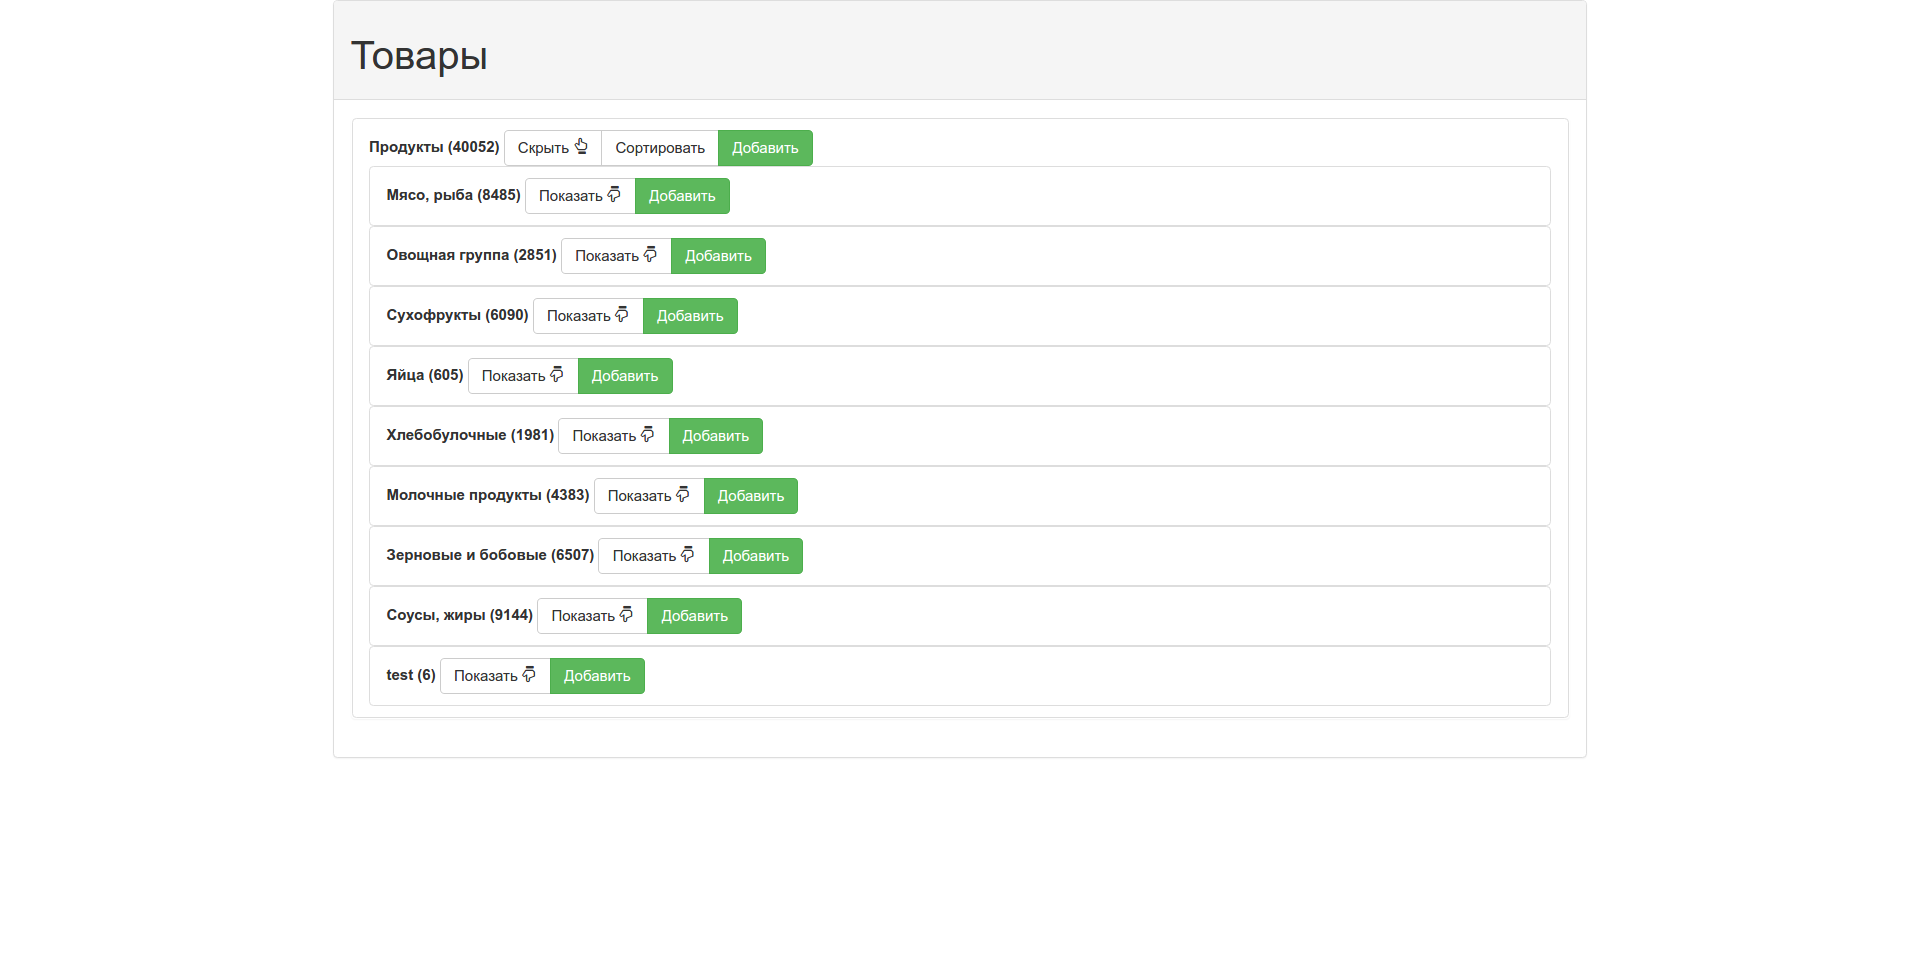 Товары
Продукты (40052) Скрыть Сортировать Добавить
Мясо, рыба (8485) Показать Добавить
Овощная группа (2851) Показать Добавить
Сухофрукты (6090) Показать Добавить
Яйца (605) Показать Добавить
Хлебобулочные (1981) Показать Добавить
Молочные продукты (4383) Показать Добавить
Зерновые и бобовые (6507) Показать Добавить
Соусы, жиры (9144) Показать Добавить
test (6) Показать Добавить